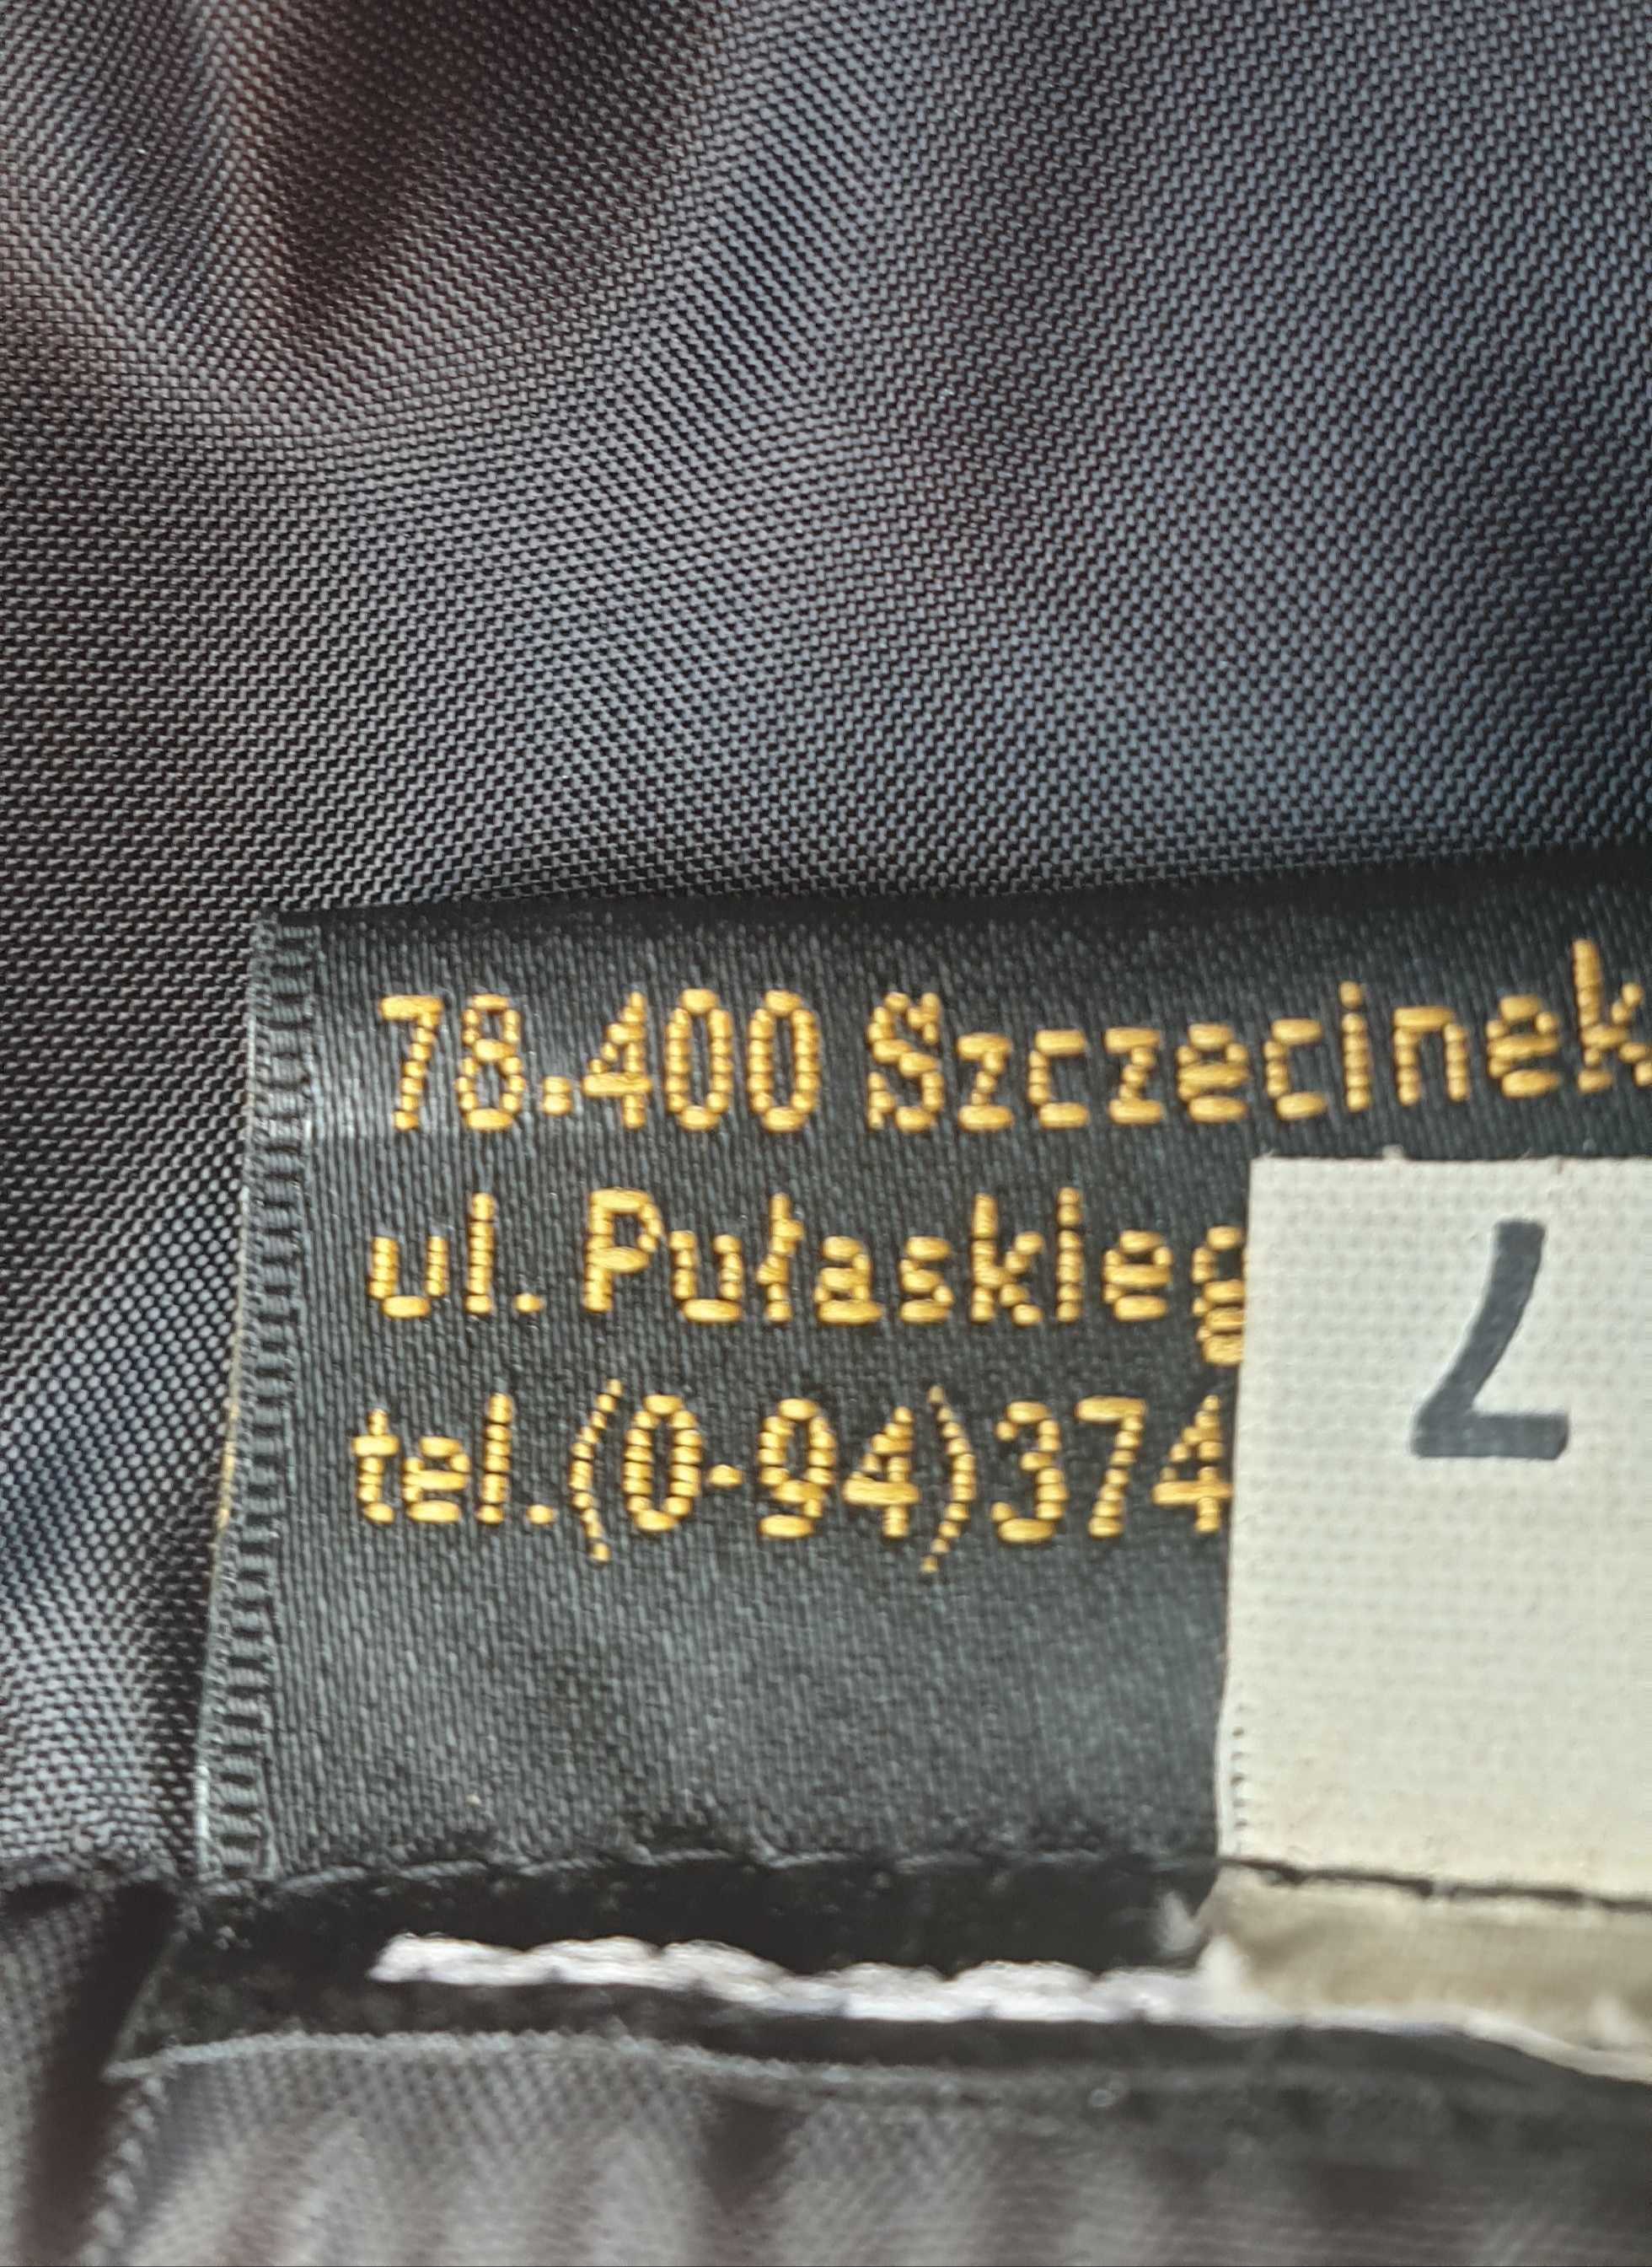 78-400 Szczecinek
ul. Pułaskieg
tel.(0-94)374
L